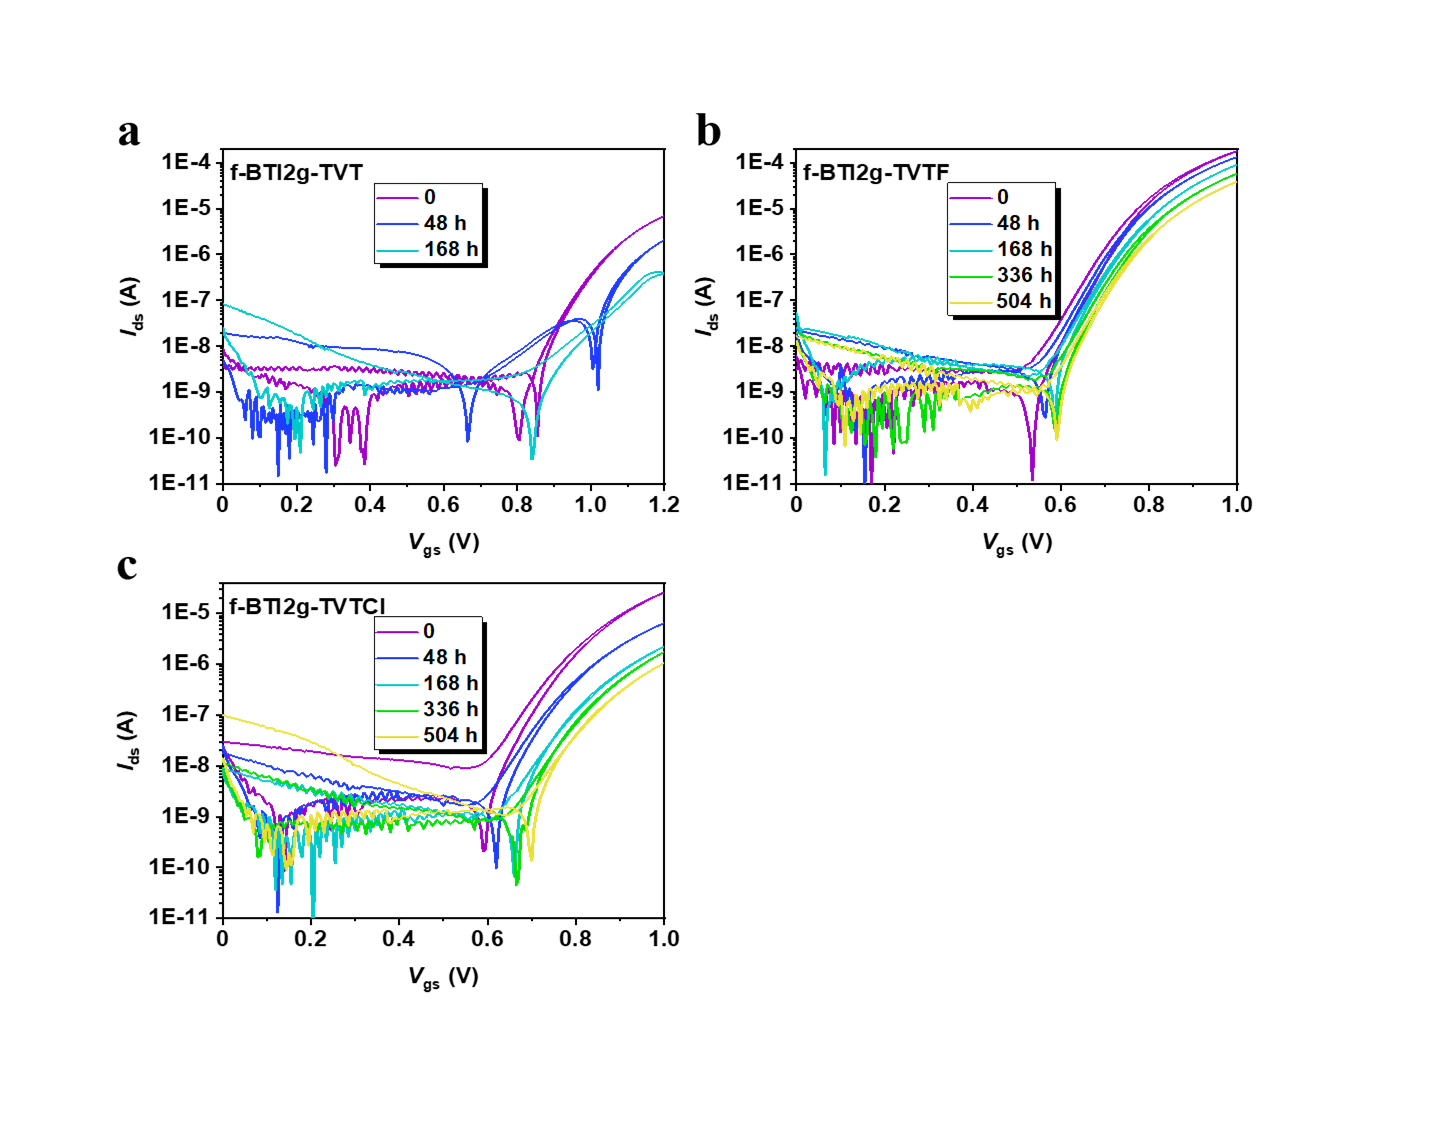 a
f-BTI2g-TVT
0
48 h
168 h
1E-4
1E-5
1E-6
1E-7
1E-8
1E-9
1E-10
1E-11
Ids (A)
0 0.2 0.4 0.6 0.8 1.0 1.2
Vgs (V)
b
f-BTI2g-TVTF
0
48 h
168 h
336 h
504 h
1E-4
1E-5
1E-6
1E-7
1E-8
1E-9
1E-10
1E-11
Ids (A)
0 0.2 0.4 0.6 0.8 1.0
Vgs (V)
c
f-BTI2g-TVTCl
0
48 h
168 h
336 h
504 h
1E-5
1E-6
1E-7
1E-8
1E-9
1E-10
1E-11
Ids (A)
0 0.2 0.4 0.6 0.8 1.0
Vgs (V)